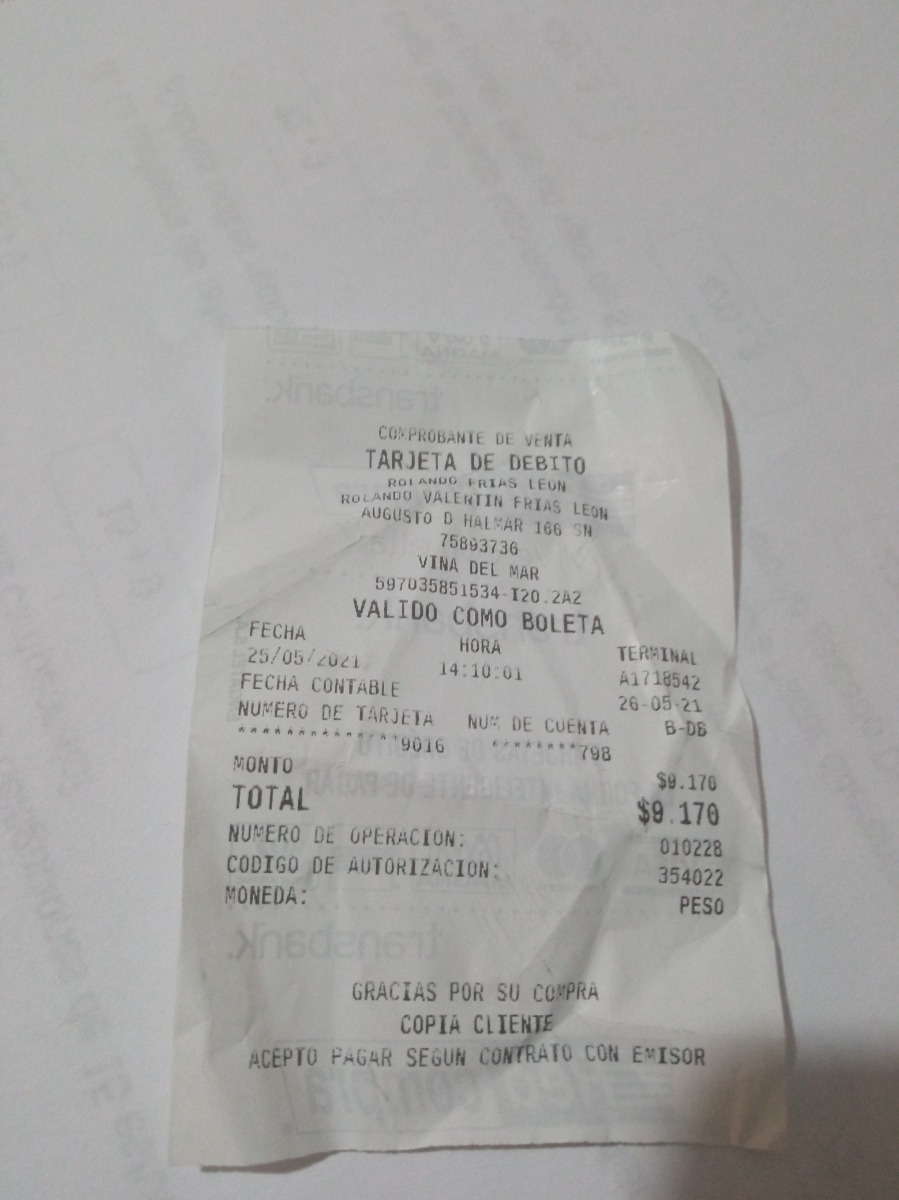 COMPROBANTE DE VENTA
TARJETA DE DEBITO
ROLANDO FRIAS LEON
ROLANDO VALENTIN FRIAS LEON
AUGUSTO D HALMAR 166 SN
75893736
VINA DEL MAR
597035851534-I20.2A2
VALIDO COMO BOLETA
FECHA HORA TERMINAL
25/05/2021 14:10:01 A1718542
FECHA CONTABLE 26-05-21
NUMERO DE TARJETA NUM DE CUENTA B-DB
***************9016 ********798
MONTO $9.170
TOTAL $9.170
NUMERO DE OPERACION: 010228
CODIGO DE AUTORIZACION: 354022
MONEDA: PESO
GRACIAS POR SU COMPRA
COPIA CLIENTE
ACEPTO PAGAR SEGUN CONTRATO CON EMISOR
transbank.
transbank.